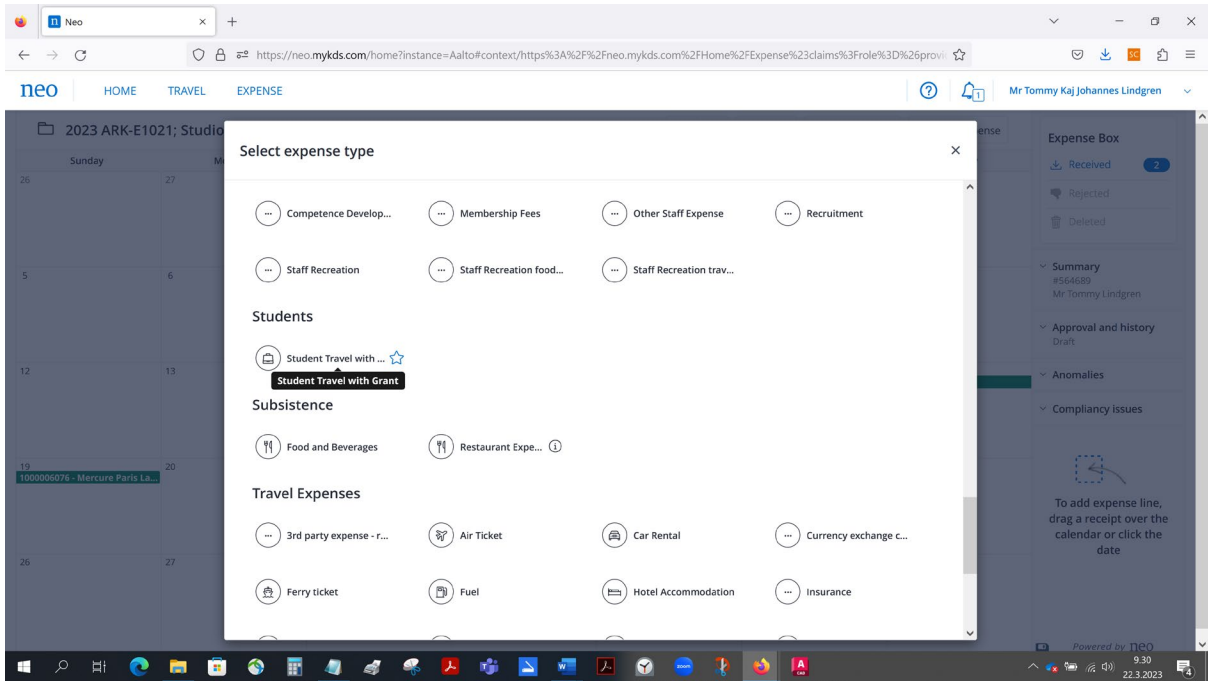 Neo
https://neo.mykds.com/home?instance=Aalto#context/https%3A%2F%2Fneo.mykds.com%2FHome%2FExpense%23claims%3Frole%3D%26provi
SC
neo HOME TRAVEL EXPENSE 1 Mr Tommy Kaj Johannes Lindgren
2023 ARK-E1021; Studio
ense
Sunday
26 27
5 6
12 13
19 20
1000006076 - Mercure Paris La...
26 27
Select expense type
Competence Develop... Membership Fees Other Staff Expense Recruitment
Staff Recreation Staff Recreation food... Staff Recreation trav...
Students
Student Travel with ...
Student Travel with Grant
Subsistence
Food and Beverages Restaurant Expe...
Travel Expenses
3rd party expense - r... Air Ticket Car Rental Currency exchange c...
Ferry ticket Fuel Hotel Accommodation Insurance
Expense Box
Received 2
Rejected
Deleted
Summary
#564689
Mr Tommy Lindgren
Approval and history
Draft
Anomalies
Compliancy issues
To add expense line,
drag a receipt over the
calendar or click the
date
Powered by neo
9.30
22.3.2023
4